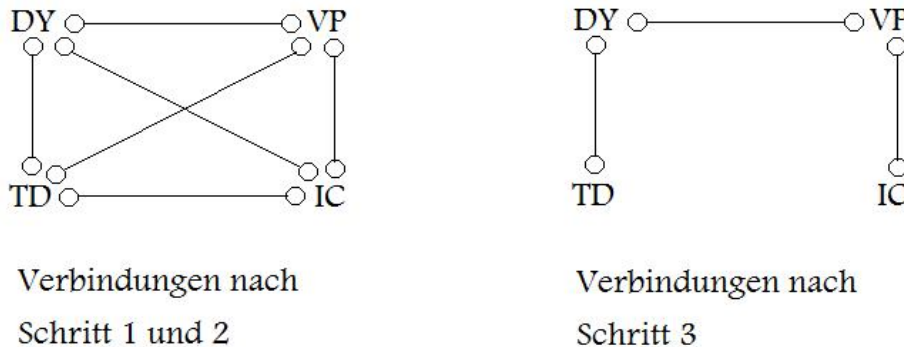 DY VP
TD IC
Verbindungen nach
Schritt 1 und 2
DY VP
TD IC
Verbindungen nach
Schritt 3